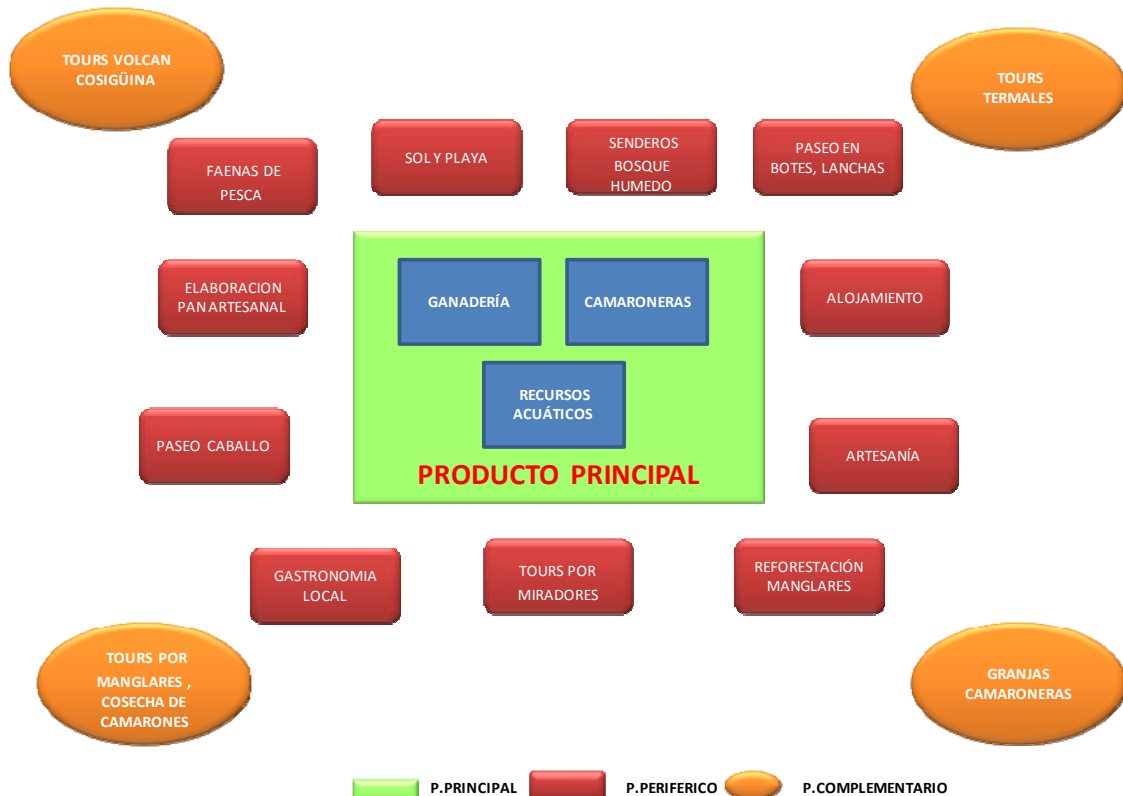 TOURS VOLCAN
COSIGÜINA
TOURS
TERMALES
FAENAS DE
PESCA
SOL Y PLAYA
SENDEROS
BOSQUE
HUMEDO
PASEO EN
BOTES, LANCHAS
ELABORACION
PAN ARTESANAL
GANADERÍA
CAMARONERAS
ALOJAMIENTO
RECURSOS
ACUÁTICOS
PASEO CABALLO
ARTESANÍA
PRODUCTO PRINCIPAL
GASTRONOMIA
LOCAL
TOURS POR
MIRADORES
REFORESTACIÓN
MANGLARES
TOURS POR
MANGLARES ,
COSECHA DE
CAMARONES
GRANJAS
CAMARONERAS
P.PRINCIPAL
P.PERIFERICO
P.COMPLEMENTARIO